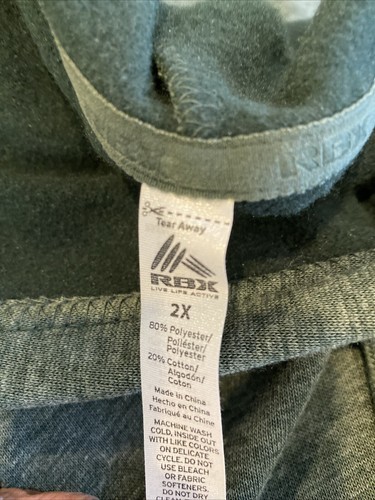 RBX
Tear Away
RBX
LIVE LIFE ACTIVE
2X
80% Polyester/
Poliéster/
Polyester
20% Cotton/
Algodón/
Coton
Made in China
Hecho en China
Fabriqué au Chine
MACHINE WASH
COLD, INSIDE OUT
WITH LIKE COLORS
ON DELICATE
CYCLE. DO NOT
USE BLEACH
OR FABRIC
SOFTENERS.
DO NOT DRY